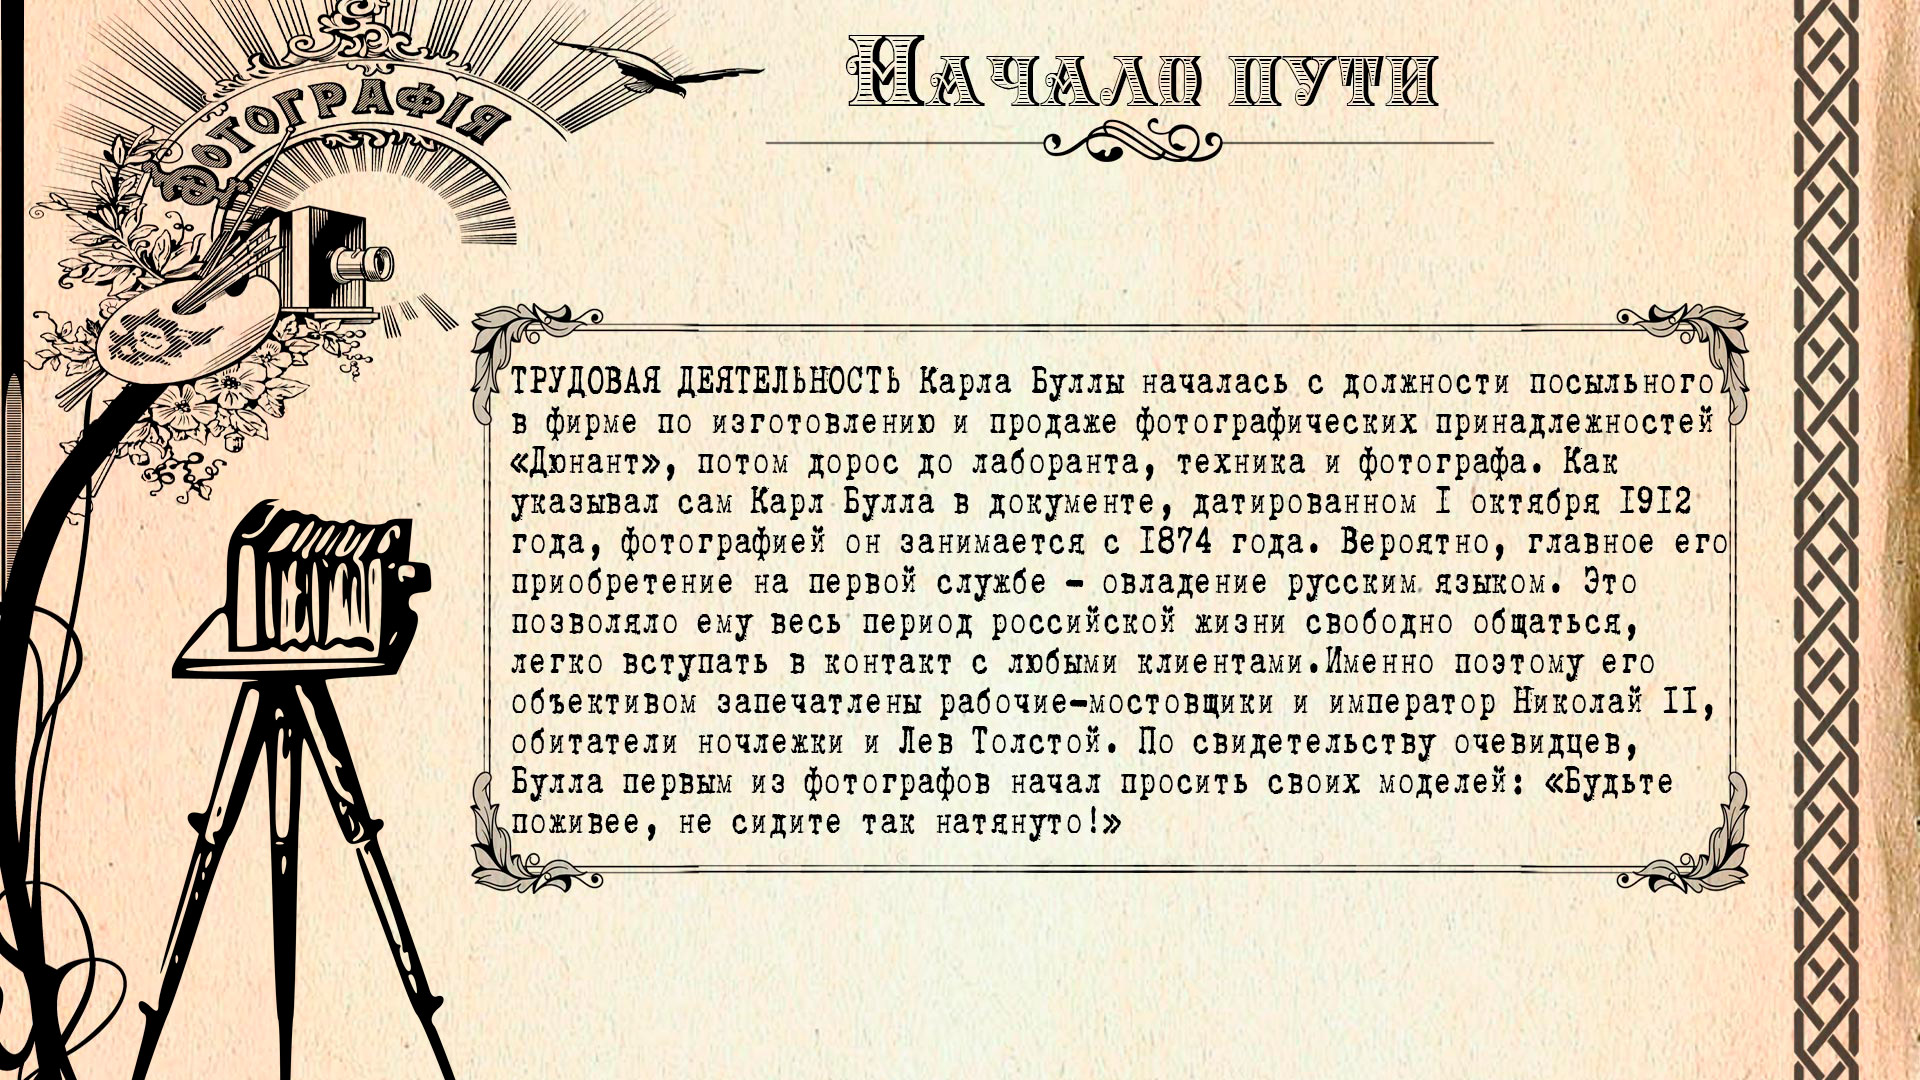 ФОТОГРАФІЯ
Начало пути
ТРУДОВАЯ ДЕЯТЕЛЬНОСТЬ Карла Буллы началась с должности посыльного
в фирме по изготовлению и продаже фотографических принадлежностей
«Дюнант», потом дорос до лаборанта, техника и фотографа. Как
указывал сам Карл Булла в документе, датированном 1 октября 1912
года, фотографией он занимается с 1874 года. Вероятно, главное его
приобретение на первой службе - овладение русским языком. Это
позволяло ему весь период российской жизни свободно общаться,
легко вступать в контакт с любыми клиентами.Именно поэтому его
объективом запечатлены рабочие-мостовщики и император Николай II,
обитатели ночлежки и Лев Толстой. По свидетельству очевидцев,
Булла первым из фотографов начал просить своих моделей: «Будьте
поживее, не сидите так натянуто!»